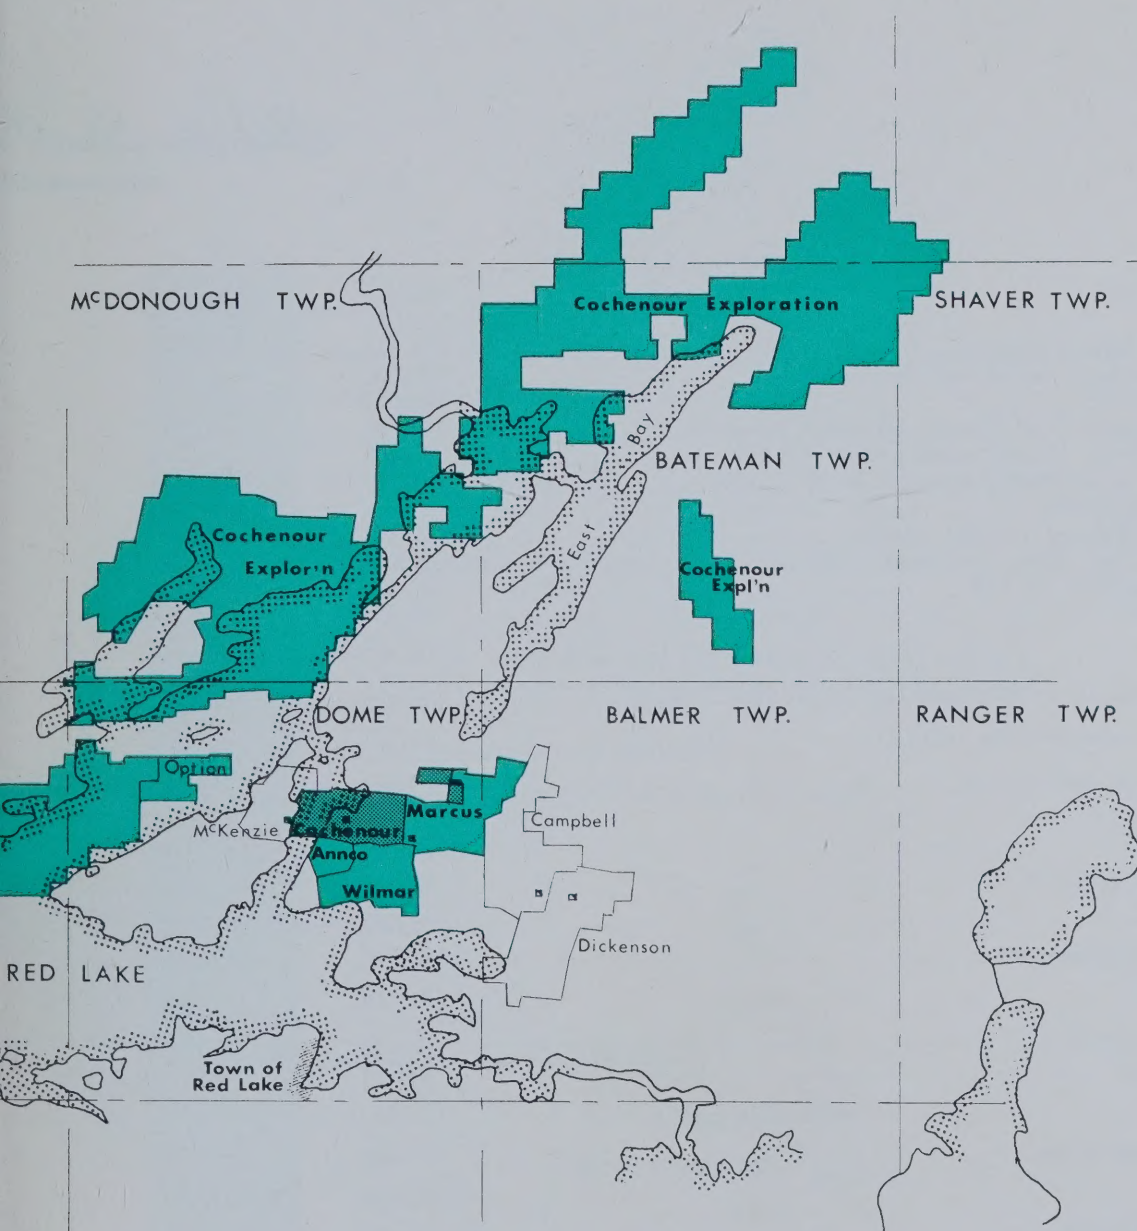 McDONOUGH TWP.
Cochenour Exploration
SHAVER TWP.
Bay
BATEMAN TWP.
East
Cochenour
Explor'n
Cochenour
Expl'n
DOME TWP.
BALMER TWP.
RANGER TWP.
Option
Marcus
McKenzie
Cochenour
Campbell
Annco
Wilmar
Dickenson
RED LAKE
Town of
Red Lake